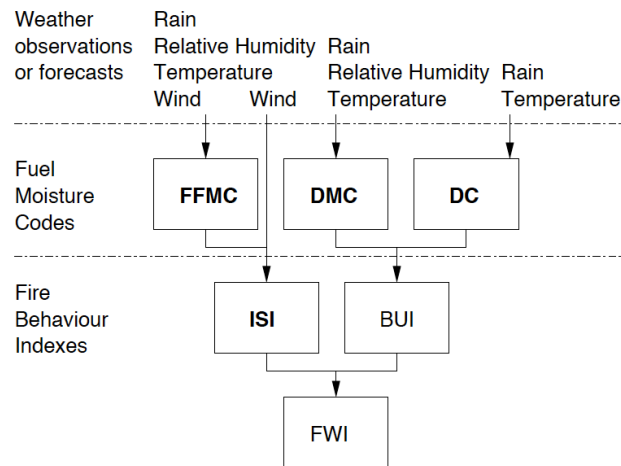 Weather
observations
or forecasts
Rain
Relative Humidity
Temperature
Wind Wind
Rain
Relative Humidity
Temperature
Rain
Temperature
Fuel
Moisture
Codes
FFMC
DMC
DC
Fire
Behaviour
Indexes
ISI
BUI
FWI